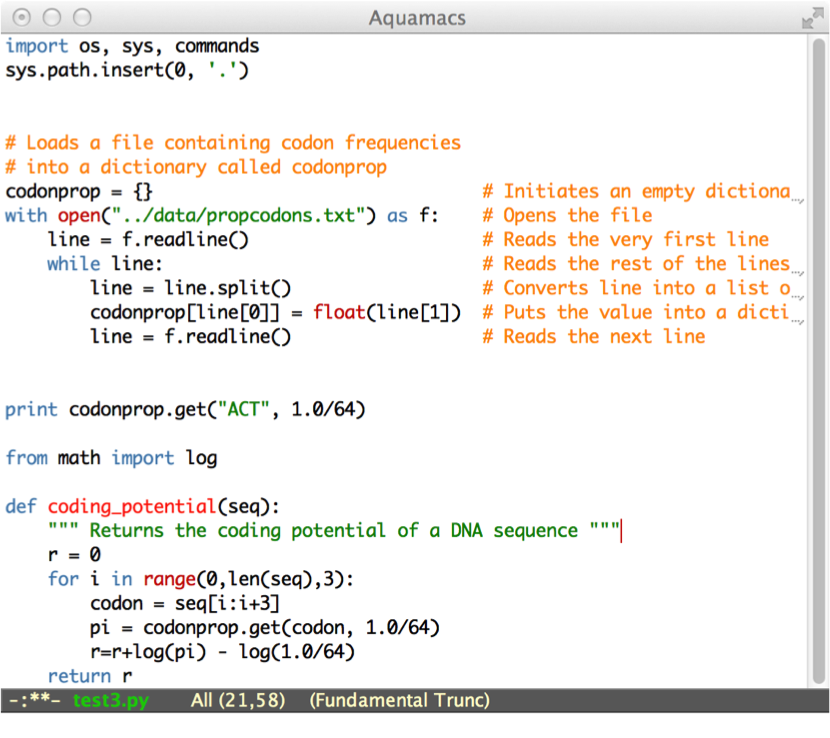 Aquamacs
import os, sys, commands
sys.path.insert(0, '.')
# Loads a file containing codon frequencies
# into a dictionary called codonprop
codonprop = {} # Initiates an empty dictiona…
with open("../data/propcodons.txt") as f: # Opens the file
    line = f.readline() # Reads the very first line
    while line: # Reads the rest of the lines…
        line = line.split() # Converts line into a list o…
        codonprop[line[0]] = float(line[1]) # Puts the value into a dicti…
        line = f.readline() # Reads the next line
print codonprop.get("ACT", 1.0/64)
from math import log
def coding_potential(seq):
    """ Returns the coding potential of a DNA sequence """
    r = 0
    for i in range(0,len(seq),3):
        codon = seq[i:i+3]
        pi = codonprop.get(codon, 1.0/64)
        r=r+log(pi) - log(1.0/64)
    return r
-:**- test3.py All (21,58) (Fundamental Trunc)